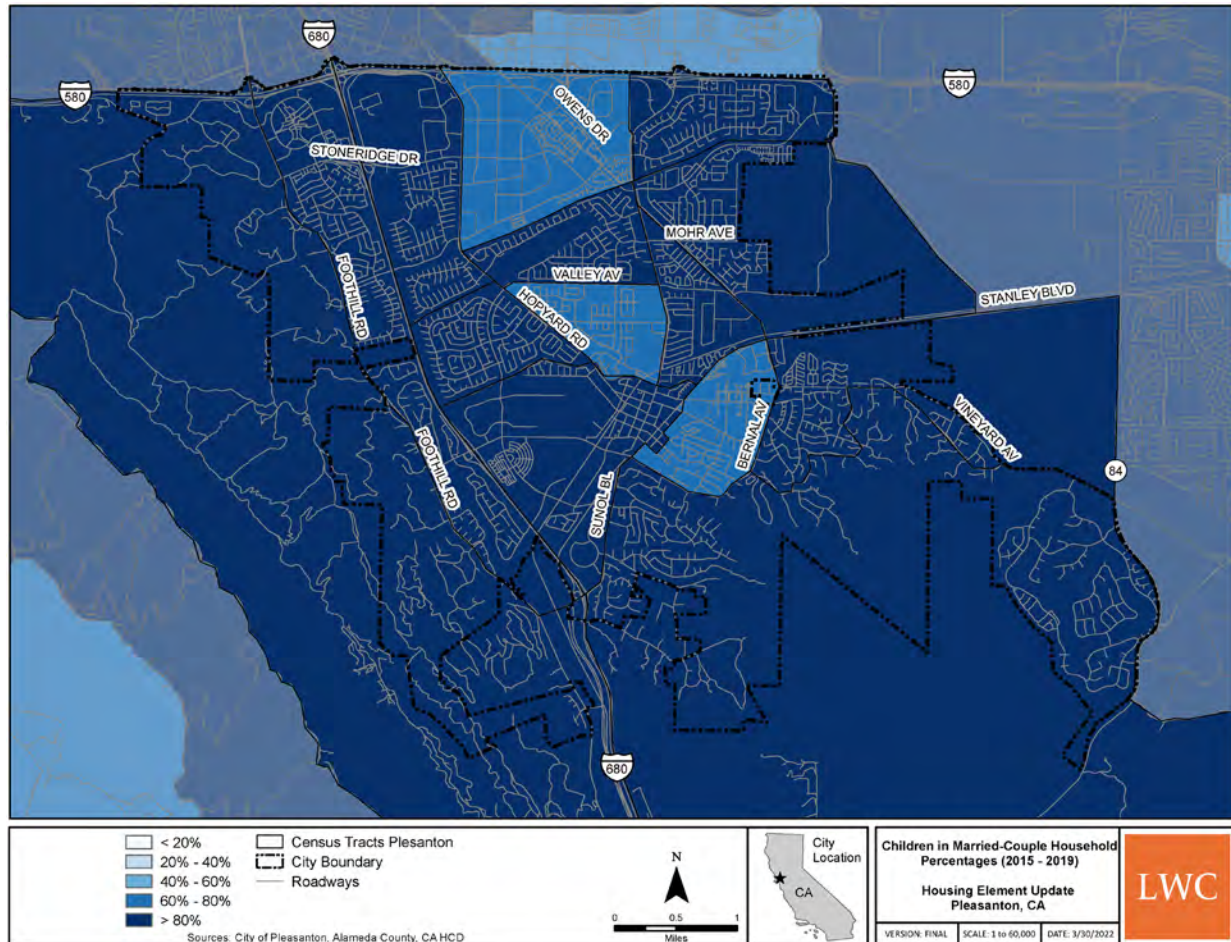 680
580
580
OWENS DR
STONERIDGE DR
MOHR AVE
VALLEY AV
FOOTHILL RD
HOPYARD RD
STANLEY BLVD
BERNAL AV
VINEYARD AV
84
FOOTHILL RD
SUNOL BL
680
< 20%
20% - 40%
40% - 60%
60% - 80%
> 80%
Census Tracts Plesanton
City Boundary
Roadways
Sources: City of Pleasanton, Alameda County, CA HCD
N
0 0.5 1
Miles
City
Location
CA
Children in Married-Couple Household
Percentages (2015 - 2019)
Housing Element Update
Pleasanton, CA
VERSION: FINAL SCALE: 1 to 60,000 DATE: 3/30/2022
LWC